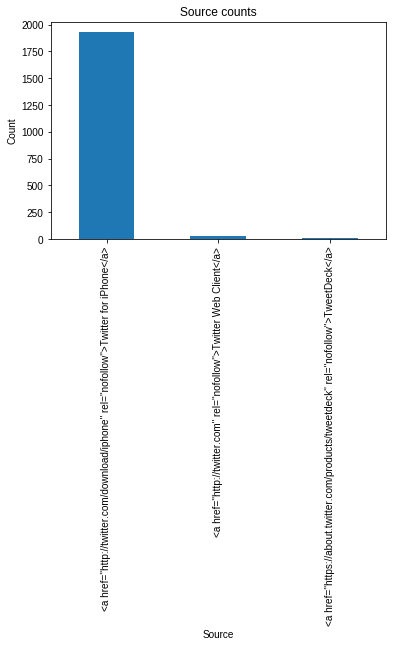 Source counts
Count
2000
1750
1500
1250
1000
750
500
250
0
<a href="http://twitter.com/download/iphone" rel="nofollow">Twitter for iPhone</a>
<a href="http://twitter.com" rel="nofollow">Twitter Web Client</a>
<a href="https://about.twitter.com/products/tweetdeck" rel="nofollow">TweetDeck</a>
Source